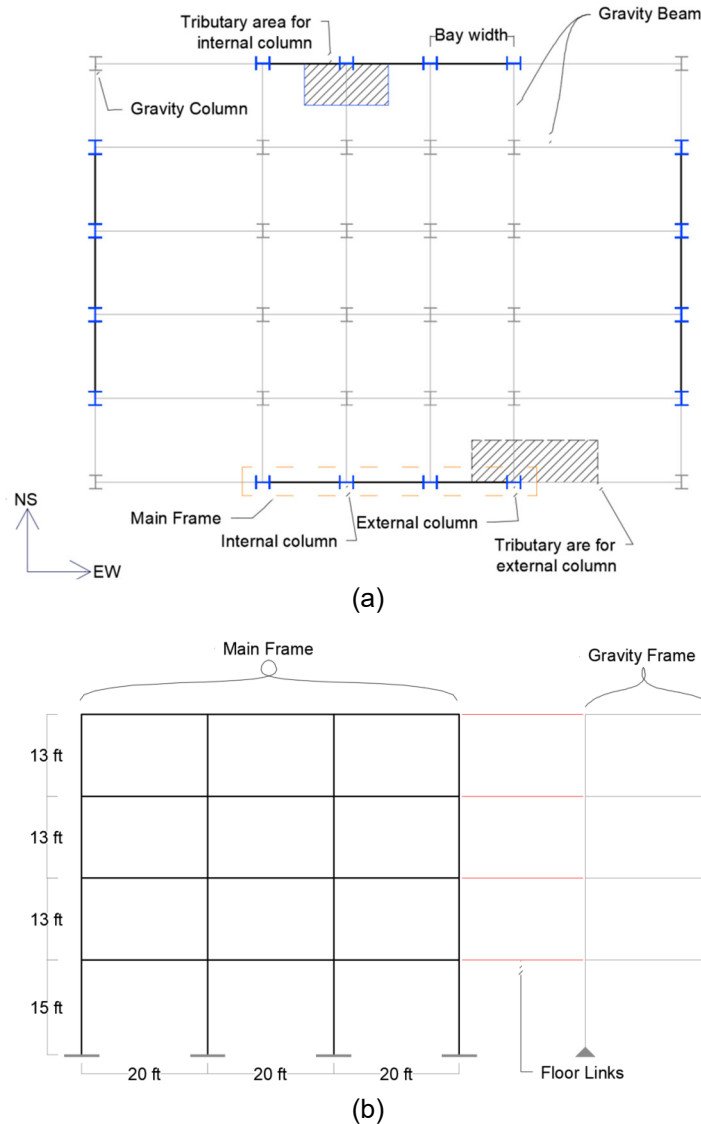 Tributary area for
internal column
Bay width
Gravity Beam
Gravity Column
NS
EW
Main Frame
Internal column
External column
Tributary are for
external column
(a)
Main Frame
Gravity Frame
13 ft
13 ft
13 ft
15 ft
20 ft
20 ft
20 ft
Floor Links
(b)